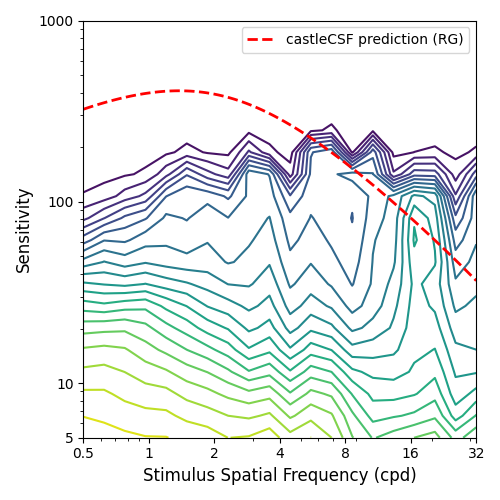 1000
castleCSF prediction (RG)
100
Sensitivity
10
5
0.5 1 2 4 8 16 32
Stimulus Spatial Frequency (cpd)